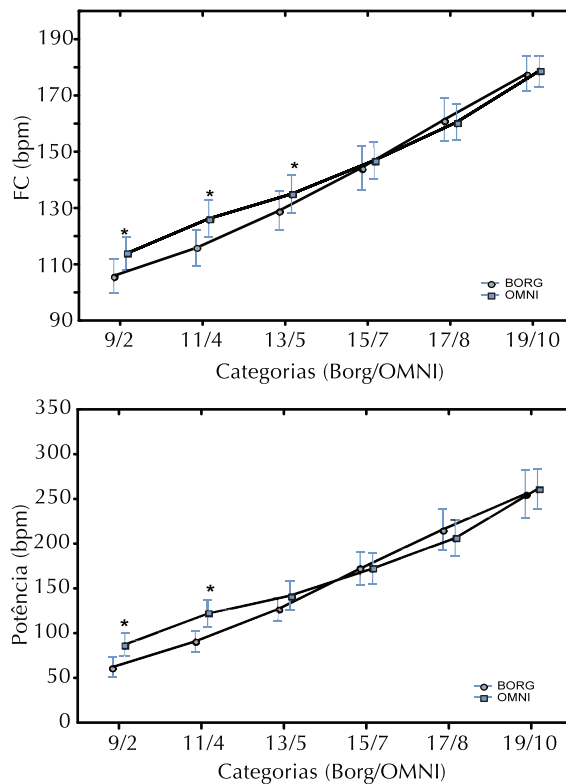 190
170
150
130
110
90
FC (bpm)
* * *
BORG
OMNI
9/2 11/4 13/5 15/7 17/8 19/10
Categorias (Borg/OMNI)
350
300
250
200
150
100
50
0
Potência (bpm)
* *
BORG
OMNI
9/2 11/4 13/5 15/7 17/8 19/10
Categorias (Borg/OMNI)